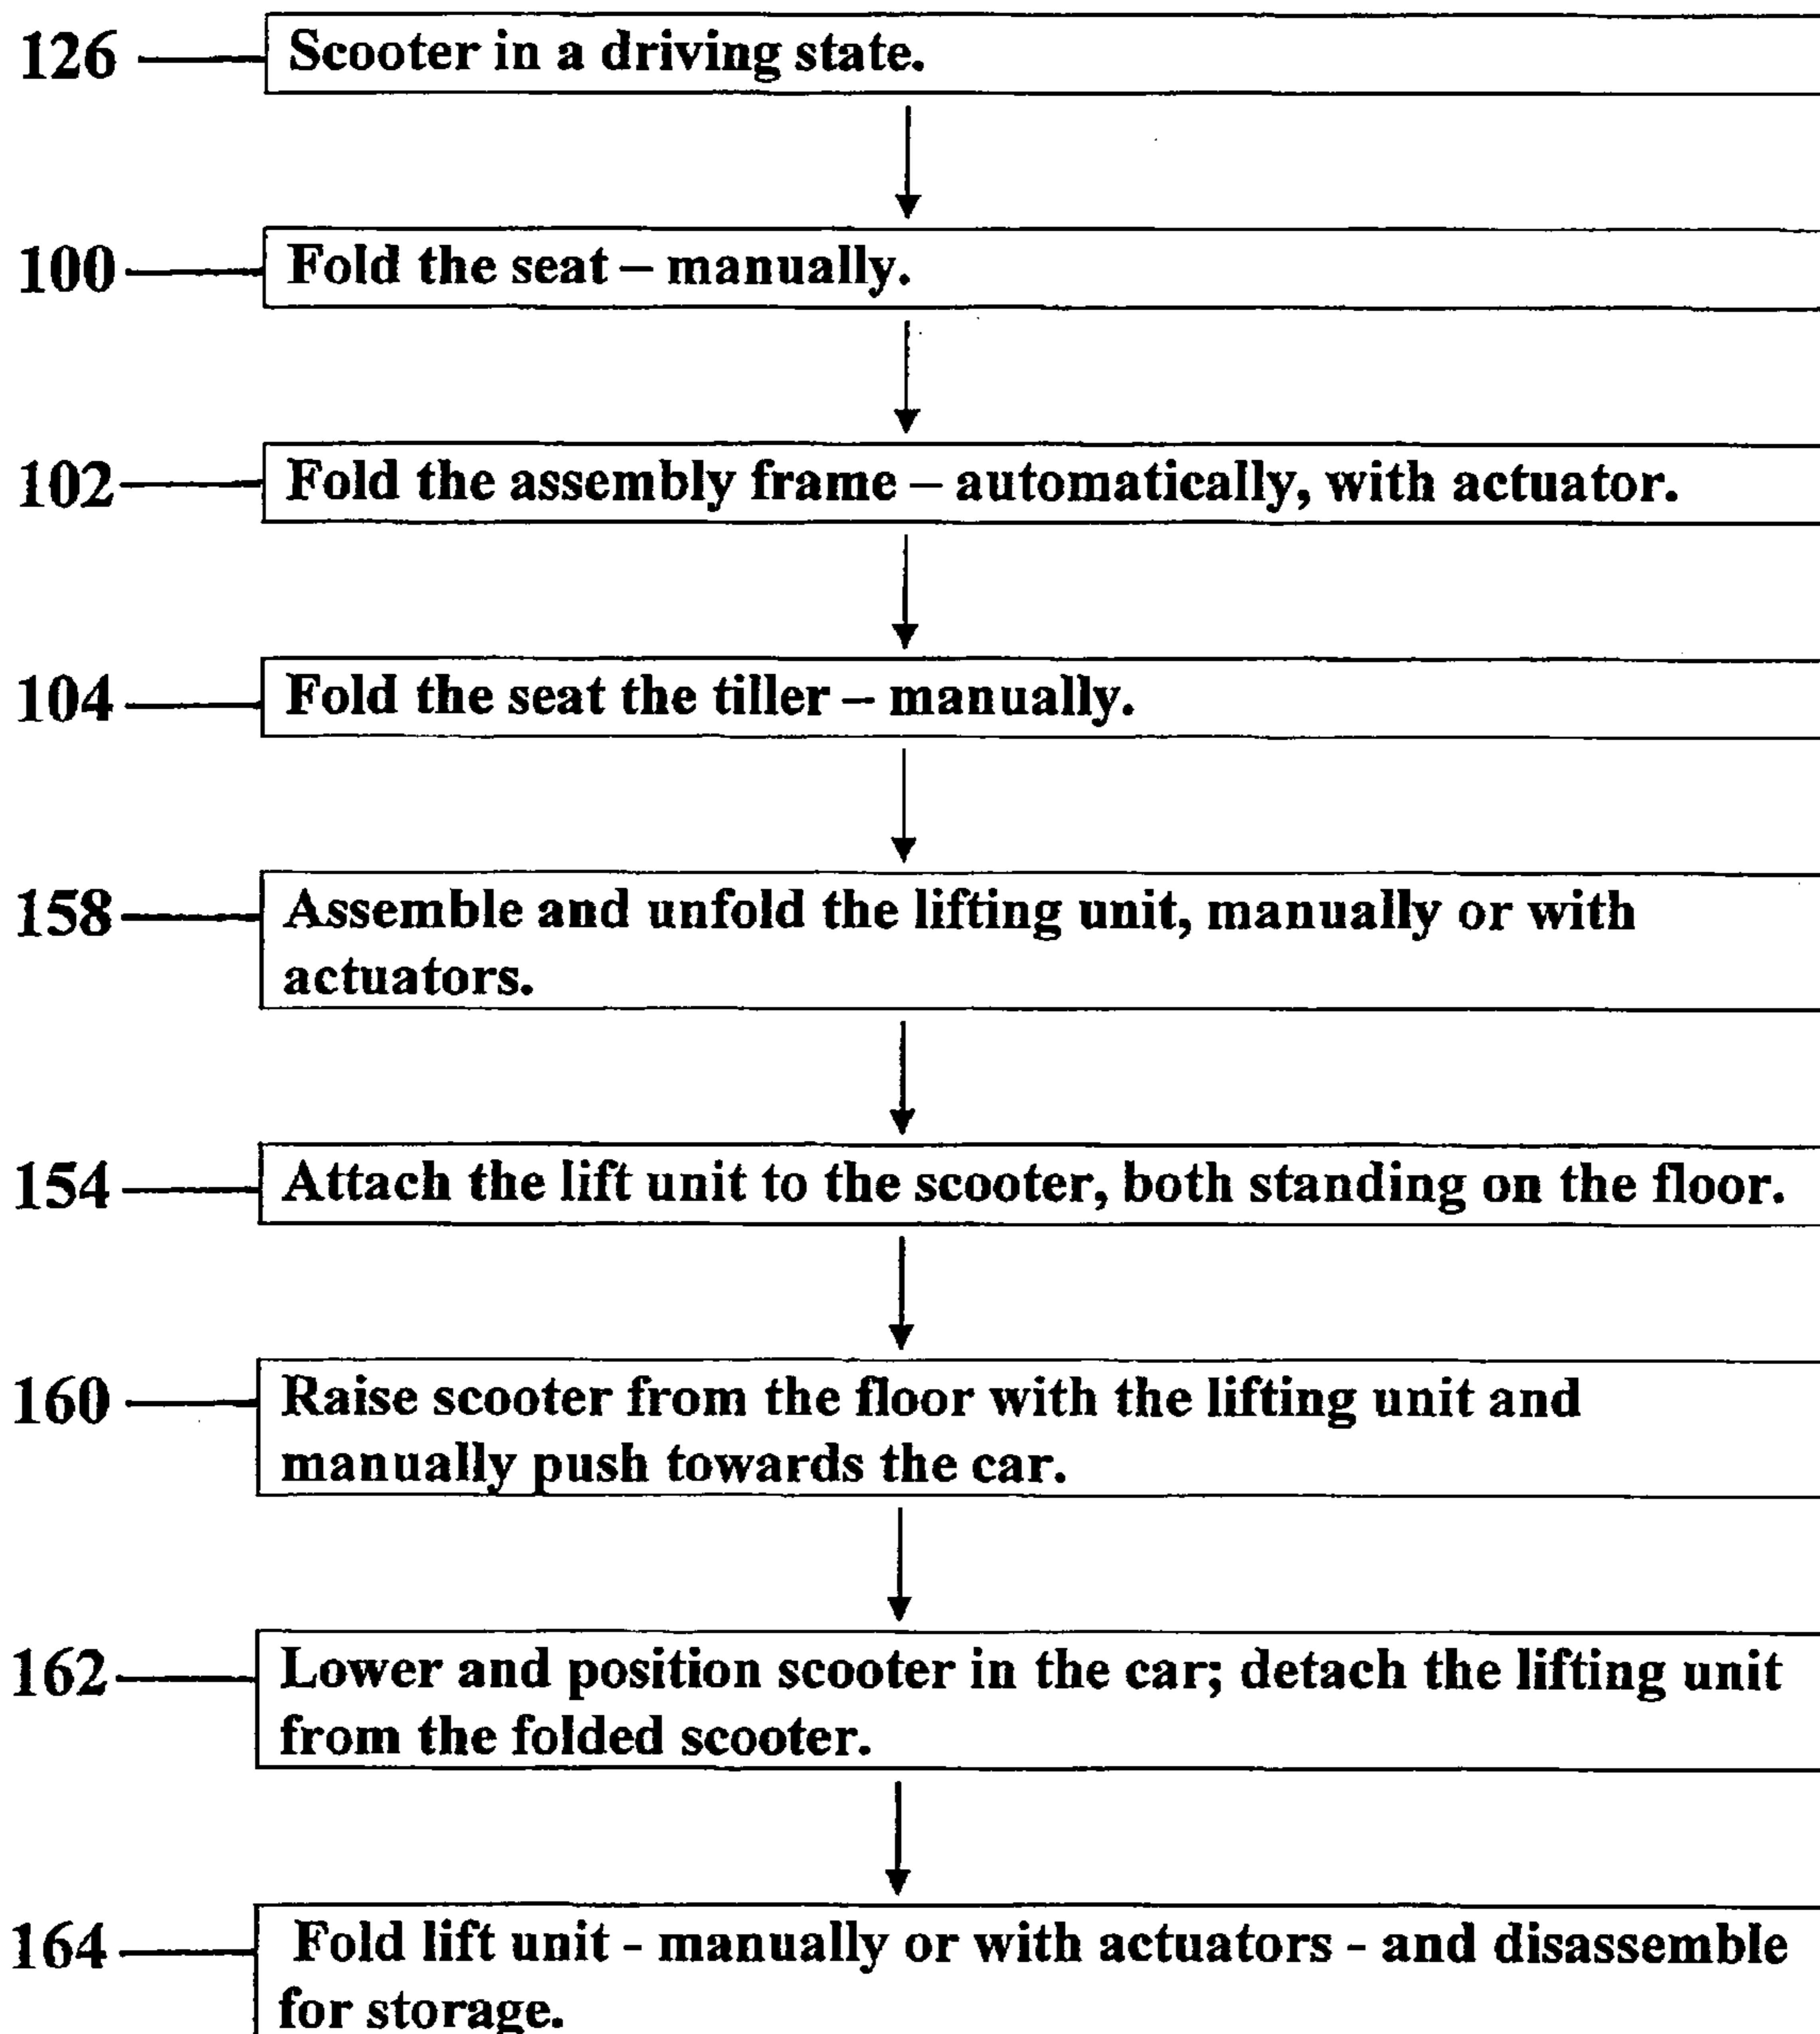 126 Scooter in a driving state.
100 Fold the seat – manually.
102 Fold the assembly frame – automatically, with actuator.
104 Fold the seat the tiller – manually.
158 Assemble and unfold the lifting unit, manually or with
actuators.
154 Attach the lift unit to the scooter, both standing on the floor.
160 Raise scooter from the floor with the lifting unit and
manually push towards the car.
162 Lower and position scooter in the car; detach the lifting unit
from the folded scooter.
164 Fold lift unit - manually or with actuators - and disassemble
for storage.